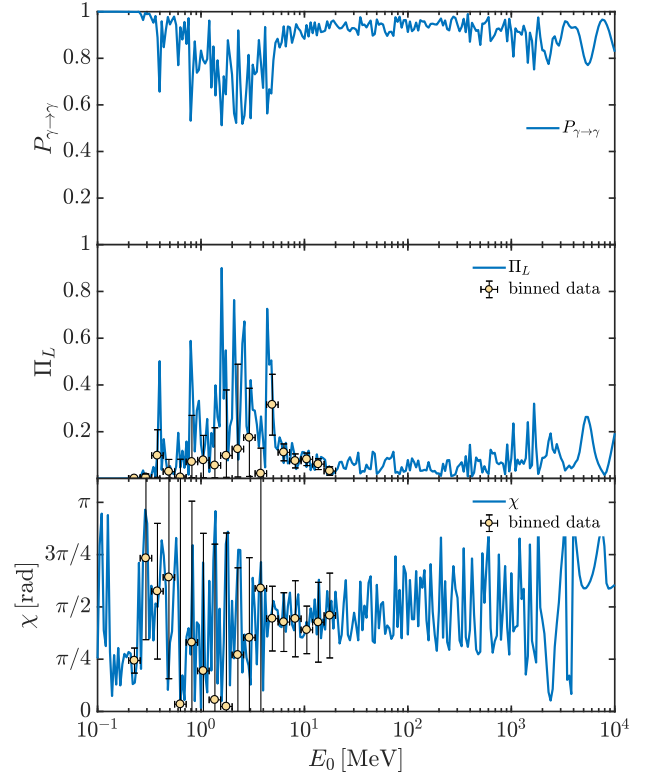 1
0.8
0.6
0.4
0.2
P_{γ→γ}
P_{γ→γ}
1
0.8
0.6
0.4
0.2
Π_L
Π_L
binned data
π
3π/4
π/2
π/4
0
χ [rad]
χ
binned data
10^{-1} 10^{0} 10^{1} 10^{2} 10^{3} 10^{4}
E_0 [MeV]